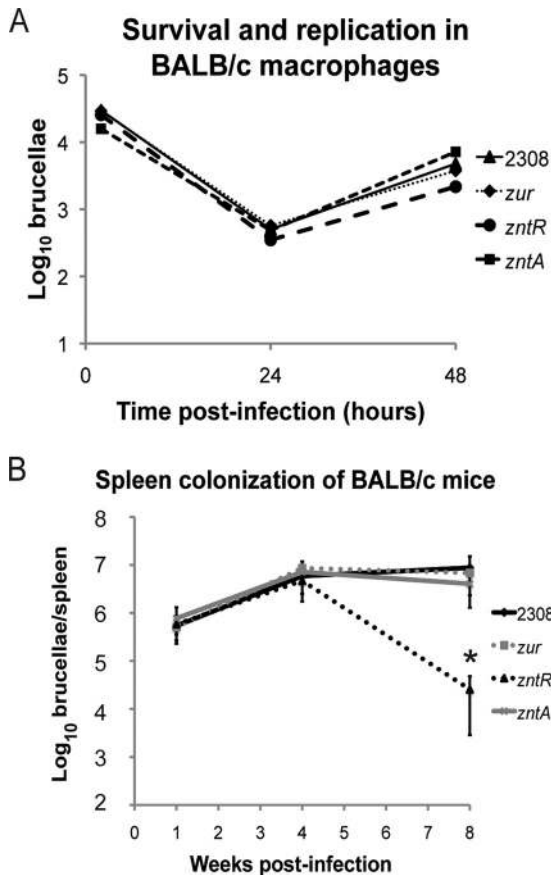 A
Survival and replication in
BALB/c macrophages
5
4
3
2
1
Log10 brucellae
0
24
48
Time post-infection (hours)
2308
zur
zntR
zntA
B
Spleen colonization of BALB/c mice
8
7
6
5
4
3
2
Log10 brucellae/spleen
*
0 1 2 3 4 5 6 7 8
Weeks post-infection
2308
zur
zntR
zntA